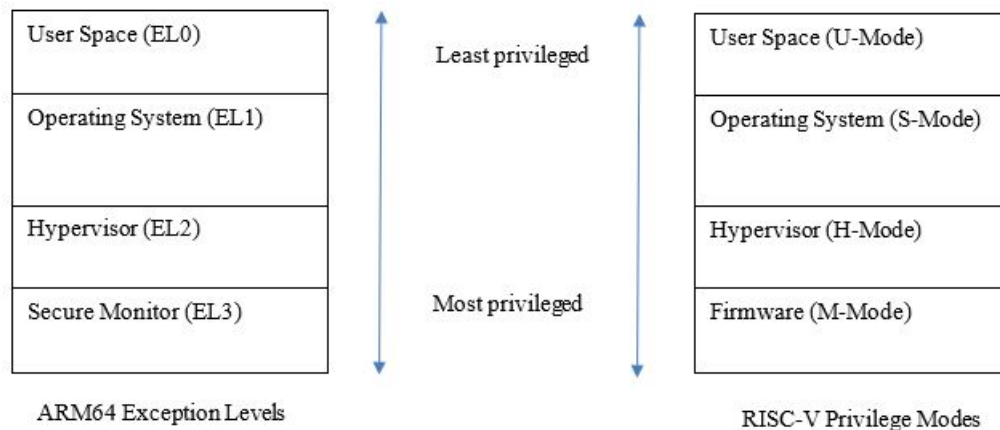 User Space (EL0)
Operating System (EL1)
Hypervisor (EL2)
Secure Monitor (EL3)
ARM64 Exception Levels
Least privileged
Most privileged
User Space (U-Mode)
Operating System (S-Mode)
Hypervisor (H-Mode)
Firmware (M-Mode)
RISC-V Privilege Modes